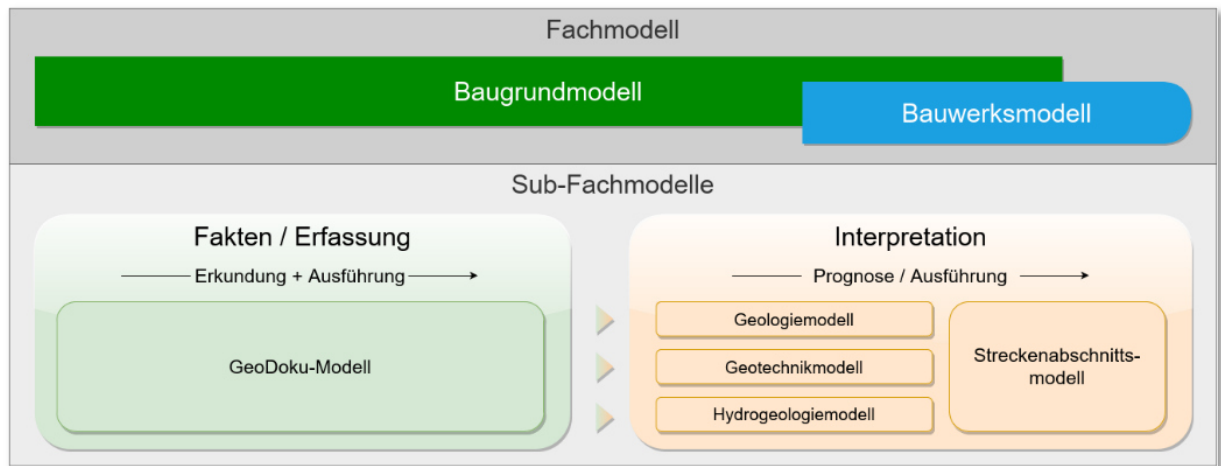 Fachmodell
Baugrundmodell
Bauwerksmodell
Sub-Fachmodelle
Fakten / Erfassung
Erkundung + Ausführung
GeoDoku-Modell
Interpretation
Prognose / Ausführung
Geologiemodell
Geotechnikmodell
Hydrogeologiemodell
Streckenabschnitts-
modell